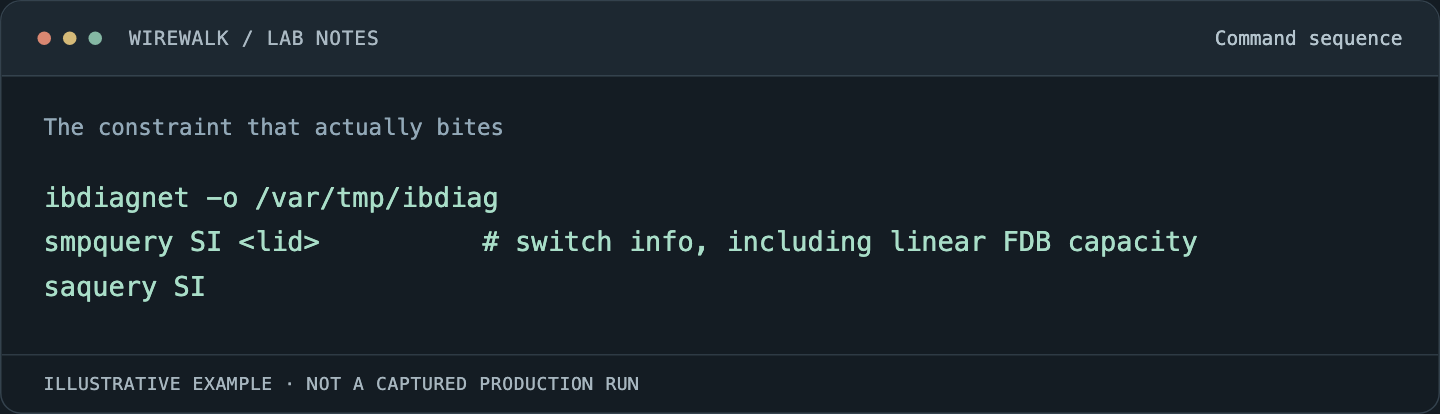 WIREWALK / LAB NOTES
Command sequence
The constraint that actually bites
ibdiagnet -o /var/tmp/ibdiag
smpquery SI <lid>          # switch info, including linear FDB capacity
saquery SI
ILLUSTRATIVE EXAMPLE · NOT A CAPTURED PRODUCTION RUN